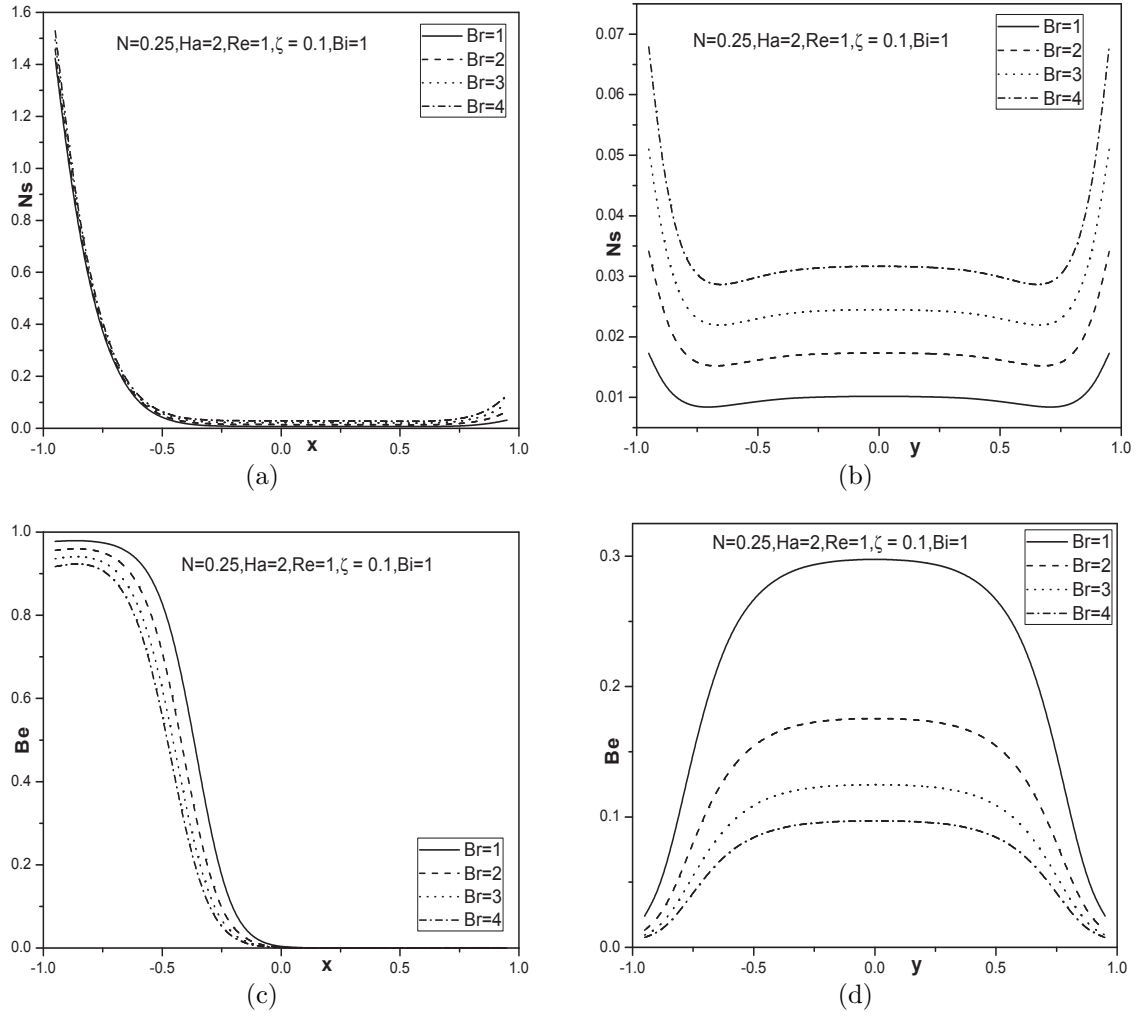 N=0.25,Ha=2,Re=1,ζ = 0.1,Bi=1
Br=1
Br=2
Br=3
Br=4
1.6
1.4
1.2
1.0
0.8
0.6
0.4
0.2
0.0
Ns
-1.0 -0.5 0.0 0.5 1.0
x
(a)
N=0.25,Ha=2,Re=1,ζ = 0.1,Bi=1
Br=1
Br=2
Br=3
Br=4
0.07
0.06
0.05
0.04
0.03
0.02
0.01
Ns
-1.0 -0.5 0.0 0.5 1.0
y
(b)
N=0.25,Ha=2,Re=1,ζ = 0.1,Bi=1
1.0
0.8
0.6
0.4
0.2
0.0
Be
Br=1
Br=2
Br=3
Br=4
-1.0 -0.5 0.0 0.5 1.0
x
(c)
N=0.25,Ha=2,Re=1,ζ = 0.1,Bi=1
Br=1
Br=2
Br=3
Br=4
0.3
0.2
0.1
0.0
Be
-1.0 -0.5 0.0 0.5 1.0
y
(d)